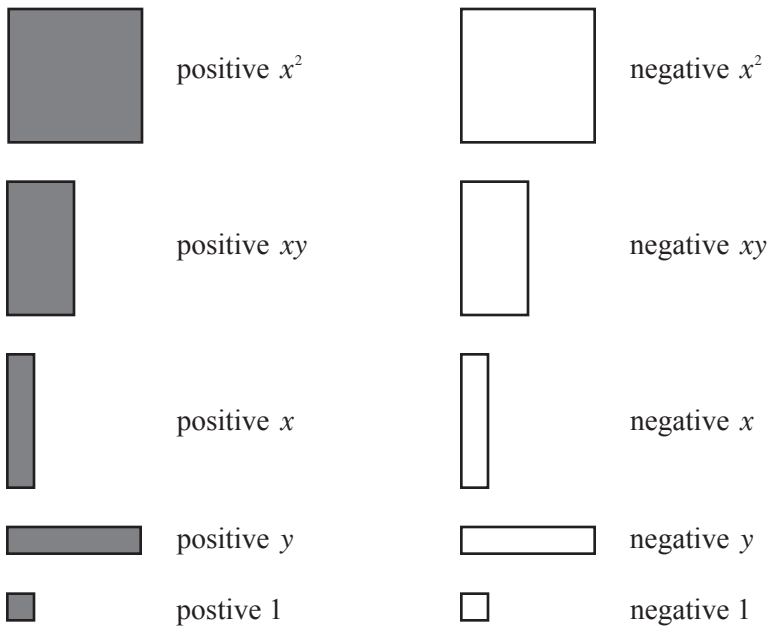 positive x² negative x²
positive xy negative xy
positive x negative x
positive y negative y
postive 1 negative 1